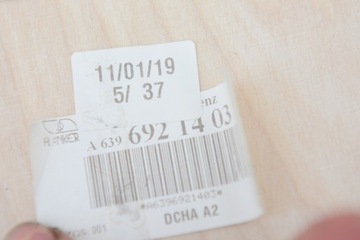 11/01/19
5/ 37
enz
A 639 692 14 03
*A6396921403*
DCHA A2